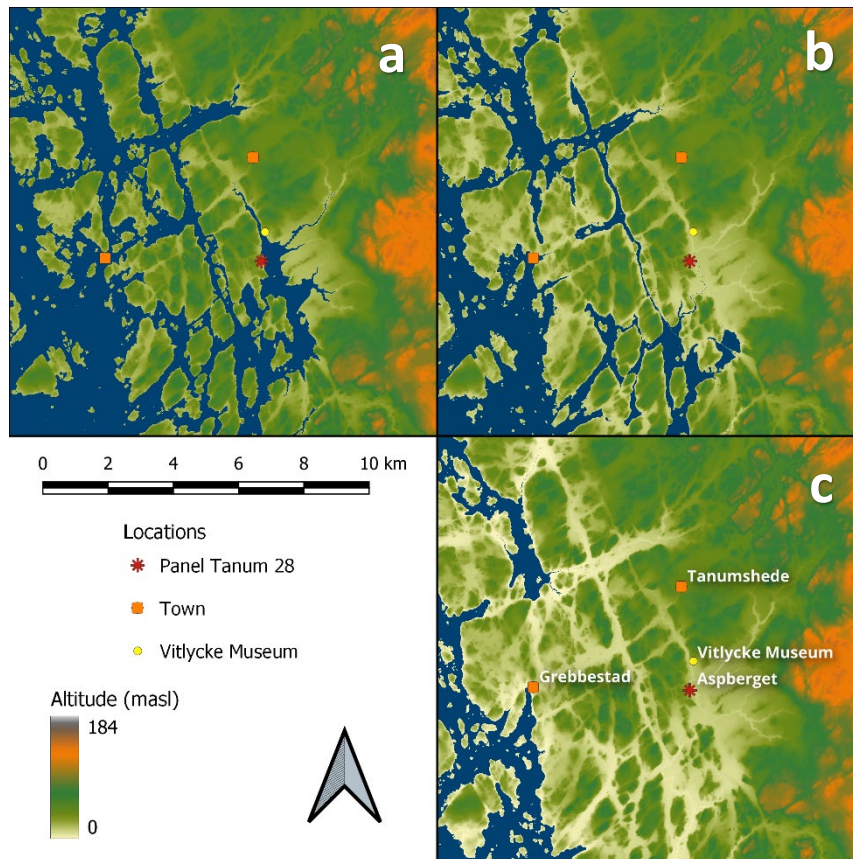 a
b
0 2 4 6 8 10 km
Locations
Panel Tanum 28
Town
Vitlycke Museum
Altitude (masl)
184
0
c
Tanumshede
Vitlycke Museum
Aspberget
Grebbestad